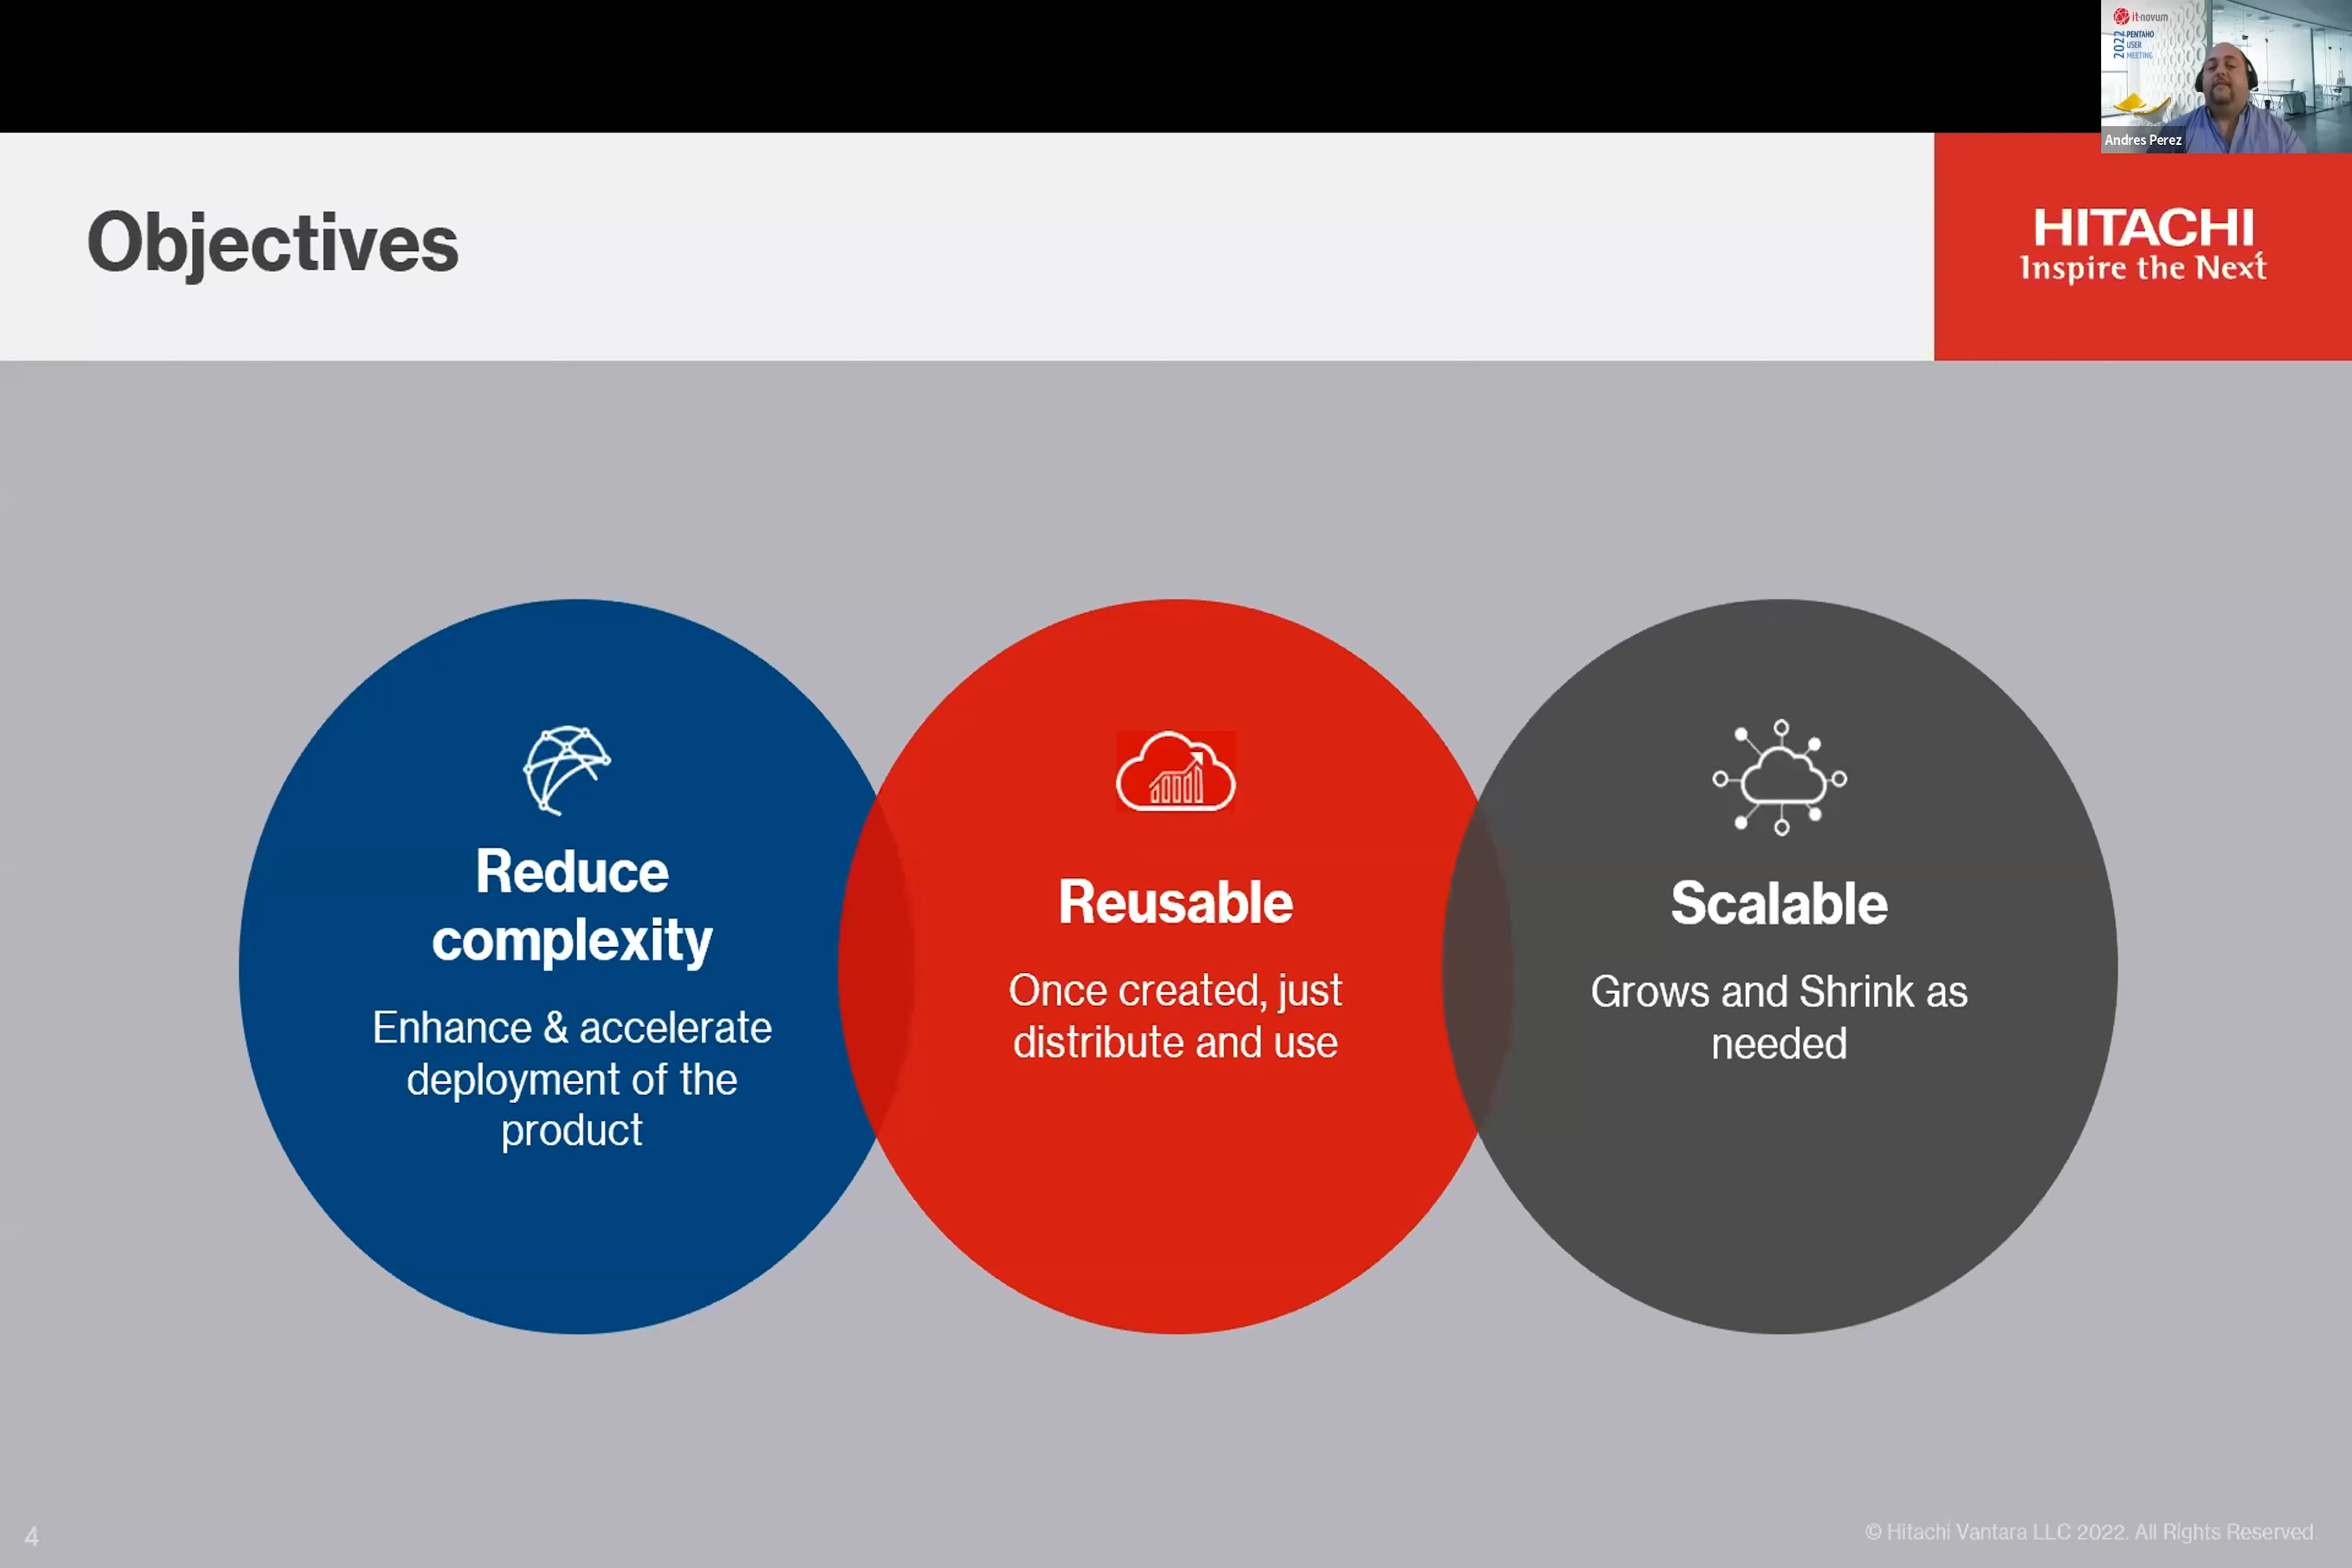 it-novum
2022
PENTAHO
USER
MEETING
Andres Perez
Objectives
HITACHI
Inspire the Next
Reduce
complexity
Enhance & accelerate
deployment of the
product
Reusable
Once created, just
distribute and use
Scalable
Grows and Shrink as
needed
4
© Hitachi Vantara LLC 2022. All Rights Reserved.